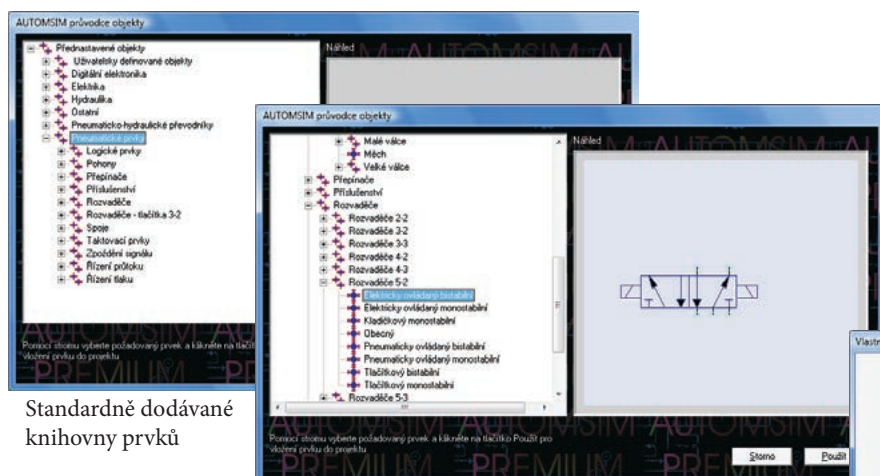 AUTOMSIM průvodce objekty
Přednastavené objekty
Uživatelsky definované objekty
Digitální elektronika
Elektrika
Hydraulika
Ostatní
Pneumaticko-hydraulické převodníky
Pneumatické prvky
Logické prvky
Pohony
Přepínače
Příslušenství
Rozvaděče
Rozvaděče - tlačítka 3-2
Spoje
Taktovací prvky
Zpoždění signálu
Řízení průtoku
Řízení tlaku
Náhled
Pomocí stromu vyberte požadovaný prvek a klikněte na tlačít
vložení prvku do projektu
Standardně dodávané
knihovny prvků
AUTOMSIM průvodce objekty
Malé válce
Měch
Velké válce
Přepínače
Příslušenství
Rozvaděče
Rozvaděče 2-2
Rozvaděče 3-2
Rozvaděče 3-3
Rozvaděče 4-2
Rozvaděče 4-3
Rozvaděče 5-2
Elektricky ovládaný bistabilní
Elektricky ovládaný monostabilní
Kladičkový monostabilní
Obecný
Pneumaticky ovládaný bistabilní
Pneumaticky ovládaný monostabilní
Tlačítkový bistabilní
Tlačítkový monostabilní
Rozvaděče 5-3
Náhled
Pomocí stromu vyberte požadovaný prvek a klikněte na tlačítko Použít pro
vložení prvku do projektu
Storno
Použít
Vlastn